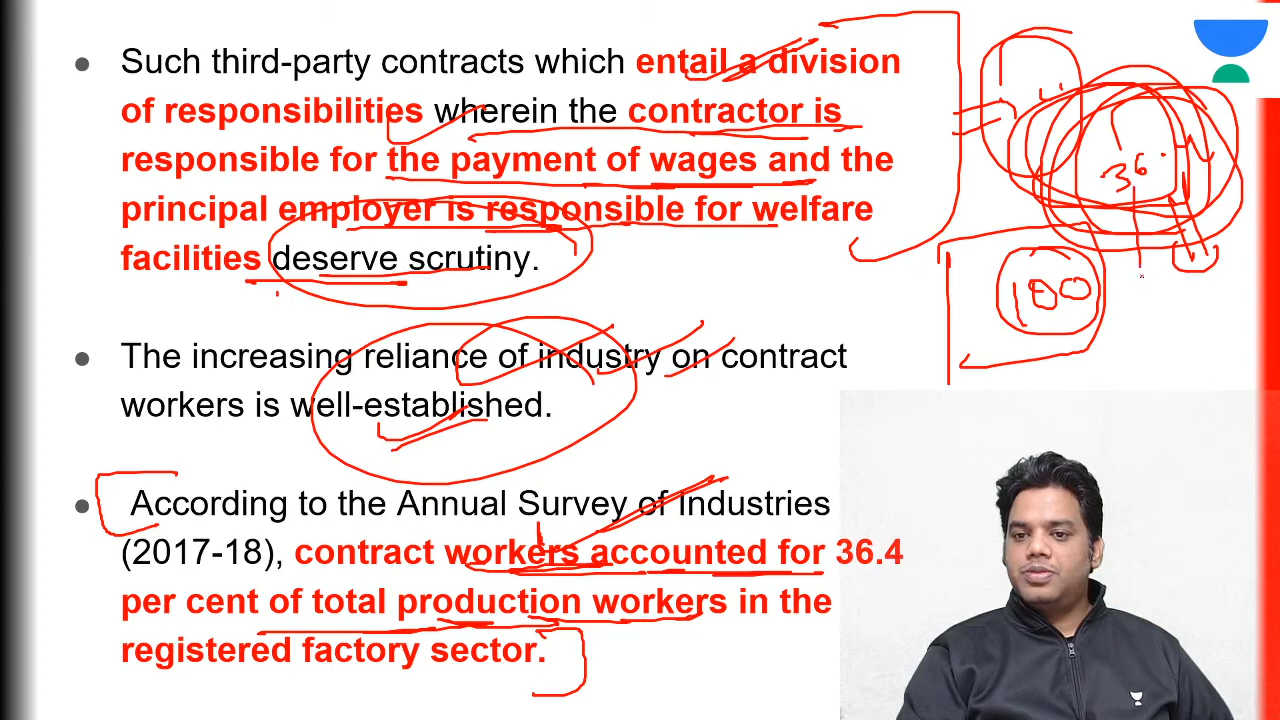 Such third-party contracts which entail a division
of responsibilities wherein the contractor is
responsible for the payment of wages and the
principal employer is responsible for welfare
facilities deserve scrutiny.
The increasing reliance of industry on contract
workers is well-established.
According to the Annual Survey of Industries
(2017-18), contract workers accounted for 36.4
per cent of total production workers in the
registered factory sector.
36
100